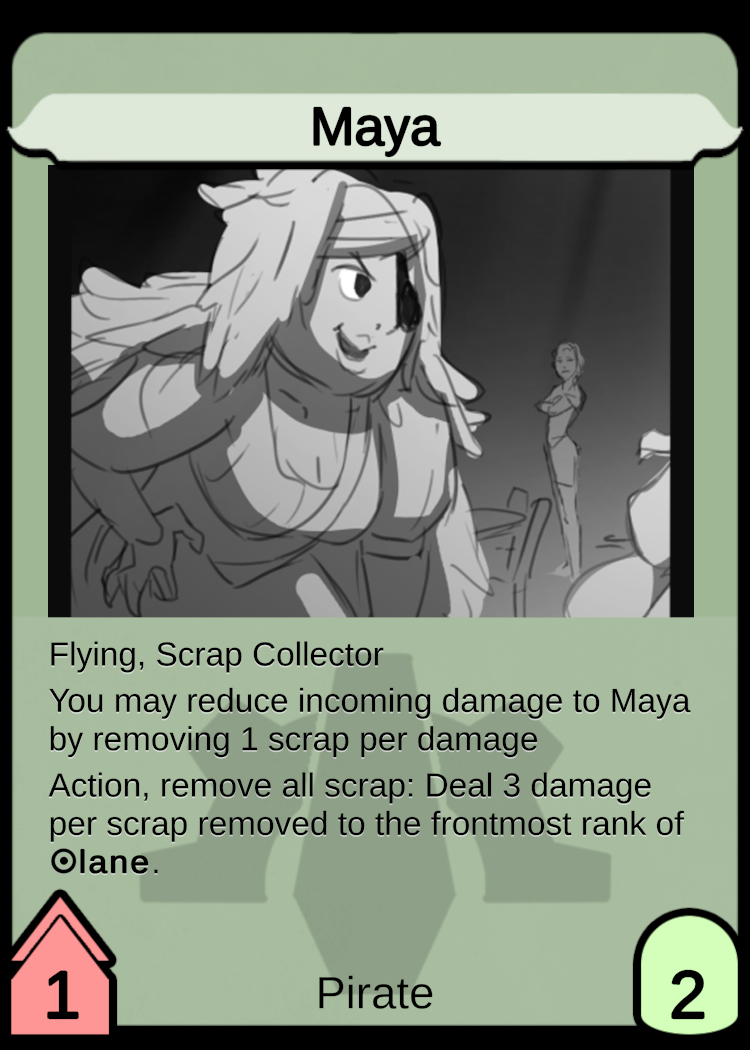 Maya
Flying, Scrap Collector
You may reduce incoming damage to Maya
by removing 1 scrap per damage
Action, remove all scrap: Deal 3 damage
per scrap removed to the frontmost rank of
⊙lane.
1
Pirate
2